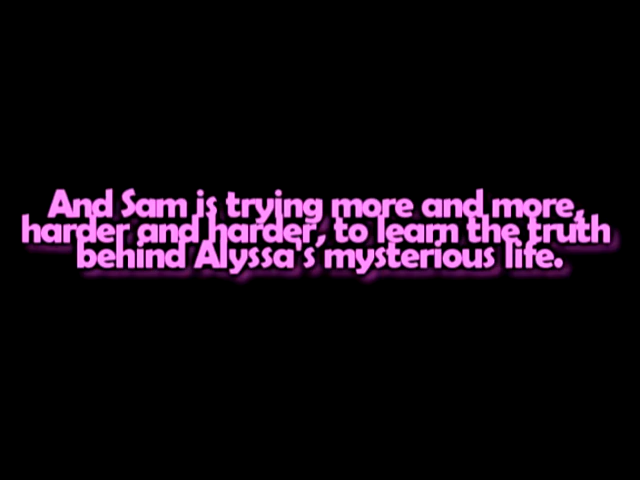 And Sam is trying more and more,
harder and harder, to learn the truth
behind Alyssa's mysterious life.